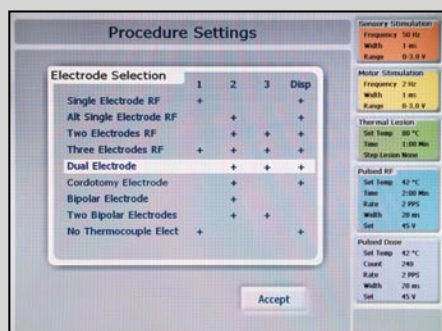 Procedure Settings
Electrode Selection 1 2 3 Disp
Single Electrode RF + +
Alt Single Electrode RF + +
Two Electrodes RF + + +
Three Electrodes RF + + + +
Dual Electrode + + +
Cordotomy Electrode + +
Bipolar Electrode +
Two Bipolar Electrodes + +
No Thermocouple Elect + +
Accept
Sensory Stimulation
Frequency 50 Hz
Width 1 ms
Range 0-3.0 V
Motor Stimulation
Frequency 2 Hz
Width 1 ms
Range 0-3.0 V
Thermal Lesion
Set Temp 80 °C
Time 1:00 Min
Step Lesion None
Pulsed RF
Set Temp 42 °C
Time 2:00 Min
Rate 2 PPS
Width 20 ms
Set 45 V
Pulsed Dose
Set Temp 42 °C
Count 240
Rate 2 PPS
Width 20 ms
Set 45 V